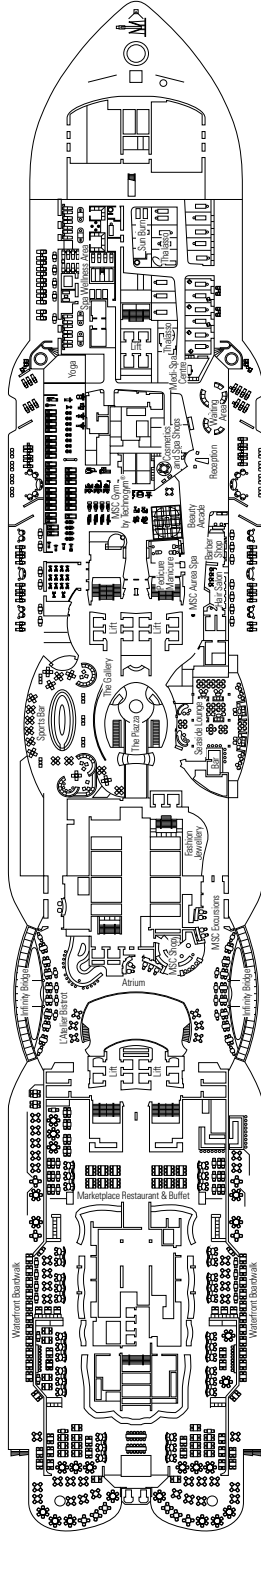 Sun Burn
Thalasso
Spa Wellness Area
Lift
Thalasso
Medi-Spa
Centre
Yoga
Cosmetics
and Spa Shops
Waiting
Area
Reception
MSC Gym
by Technogym®
Beauty
Arcade
Barber
Shop
Pedicure
Manicure
Hair Salon
MSC Aurea Spa
Lift
Lift
The Gallery
Sports Bar
The Piazza
Seaside Lounge
Bar
Fashion
Jewellery
MSC Excursions
MSC Shop
Infinity Bridge
L'Atelier Bistrot
Atrium
Infinity Bridge
Lift
Lift
Marketplace Restaurant & Buffet
Waterfront Boardwalk
Waterfront Boardwalk